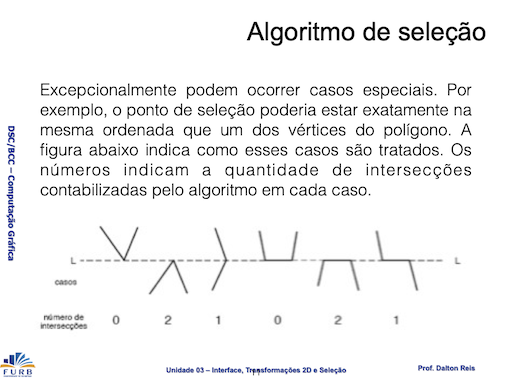 Algoritmo de seleção
Excepcionalmente podem ocorrer casos especiais. Por
exemplo, o ponto de seleção poderia estar exatamente na
mesma ordenada que um dos vértices do polígono. A
figura abaixo indica como esses casos são tratados. Os
números indicam a quantidade de intersecções
contabilizadas pelo algoritmo em cada caso.
DSC/BCC – Computação Gráfica
L L
casos
número de
intersecções
0 2 1 0 2 1
FURB
Unidade 03 – Interface, Transformações 2D e Seleção
Prof. Dalton Reis